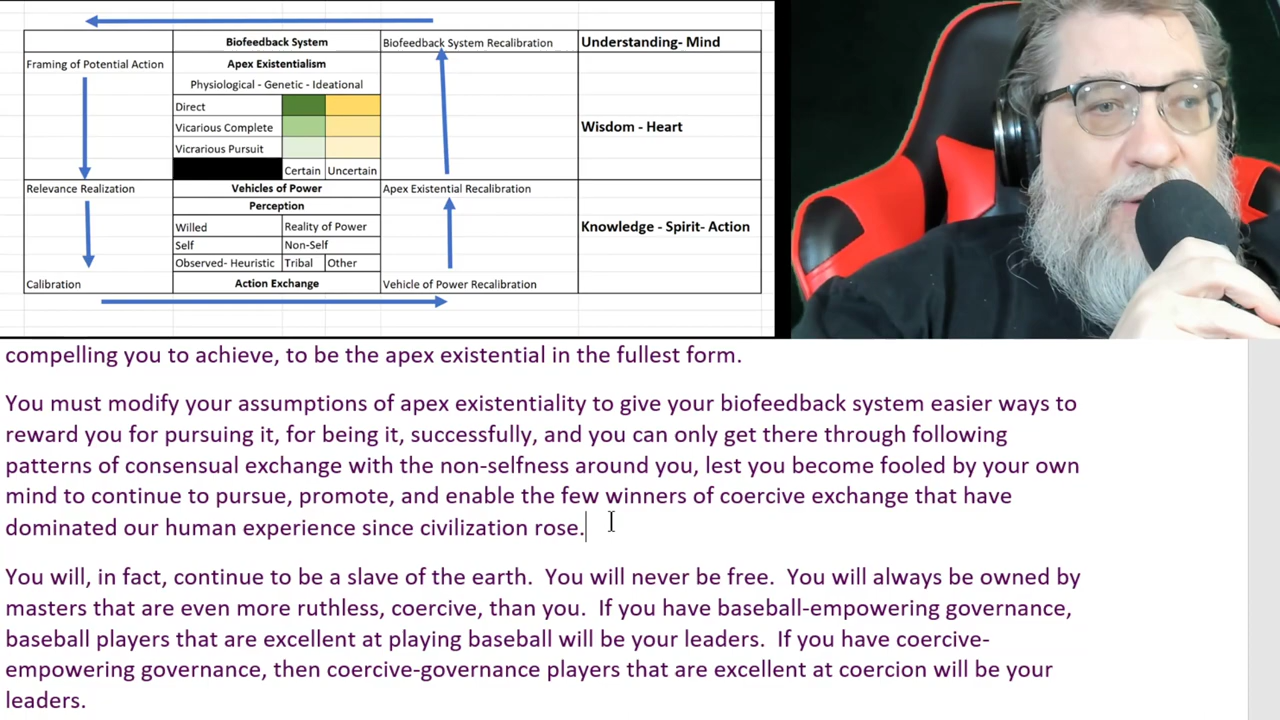 Biofeedback System Biofeedback System Recalibration Understanding- Mind
Framing of Potential Action Apex Existentialism
Physiological - Genetic - Ideational
Direct
Vicarious Complete Wisdom - Heart
Vicrarious Pursuit
Certain Uncertain
Relevance Realization Vehicles of Power Apex Existential Recalibration
Perception
Willed Reality of Power Knowledge - Spirit- Action
Self Non-Self
Observed- Heuristic Tribal Other
Calibration Action Exchange Vehicle of Power Recalibration
compelling you to achieve, to be the apex existential in the fullest form.
You must modify your assumptions of apex existentiality to give your biofeedback system easier ways to
reward you for pursuing it, for being it, successfully, and you can only get there through following
patterns of consensual exchange with the non-selfness around you, lest you become fooled by your own
mind to continue to pursue, promote, and enable the few winners of coercive exchange that have
dominated our human experience since civilization rose.
You will, in fact, continue to be a slave of the earth.  You will never be free.  You will always be owned by
masters that are even more ruthless, coercive, than you.  If you have baseball-empowering governance,
baseball players that are excellent at playing baseball will be your leaders.  If you have coercive-
empowering governance, then coercive-governance players that are excellent at coercion will be your
leaders.